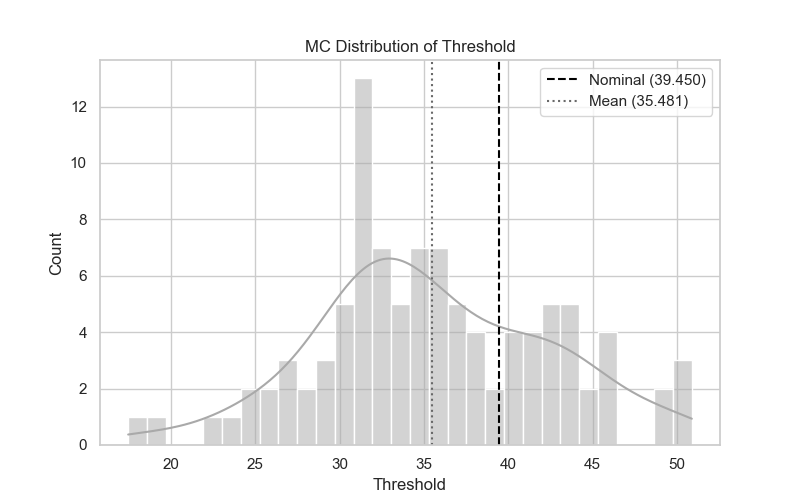 MC Distribution of Threshold
Nominal (39.450)
Mean (35.481)
Count
12
10
8
6
4
2
0
20 25 30 35 40 45 50
Threshold